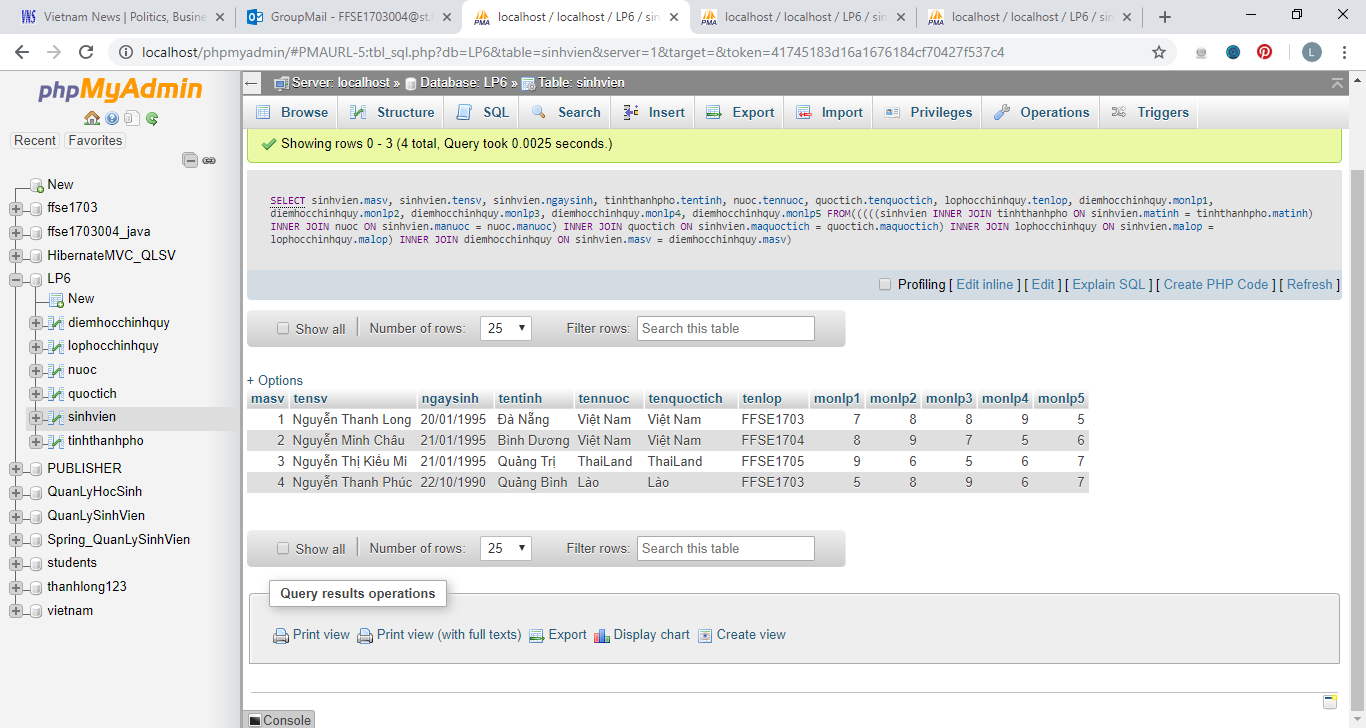 Vietnam News | Politics, Busine
GroupMail - FFSE1703004@st.
localhost / localhost / LP6 / sin
localhost / localhost / LP6 / sin
localhost / localhost / LP6 / sin
localhost/phpmyadmin/#PMAURL-5:tbl_sql.php?db=LP6&table=sinhvien&server=1&target=&token=41745183d16a1676184cf70427f537c4
L
phpMyAdmin
Recent Favorites
New
ffse1703
ffse1703004_java
HibernateMVC_QLSV
LP6
New
diemhocchinhquy
lophocchinhquy
nuoc
quoctich
sinhvien
tinhthanhpho
PUBLISHER
QuanLyHocSinh
QuanLySinhVien
Spring_QuanLySinhVien
students
thanhlong123
vietnam
Server: localhost » Database: LP6 » Table: sinhvien
Browse Structure SQL Search Insert Export Import Privileges Operations Triggers
Showing rows 0 - 3 (4 total, Query took 0.0025 seconds.)
SELECT sinhvien.masv, sinhvien.tensv, sinhvien.ngaysinh, tinhthanhpho.tentinh, nuoc.tennuoc, quoctich.tenquoctich, lophocchinhquy.tenlop, diemhocchinhquy.monlp1,
diemhocchinhquy.monlp2, diemhocchinhquy.monlp3, diemhocchinhquy.monlp4, diemhocchinhquy.monlp5 FROM(((((sinhvien INNER JOIN tinhthanhpho ON sinhvien.matinh = tinhthanhpho.matinh)
INNER JOIN nuoc ON sinhvien.manuoc = nuoc.manuoc) INNER JOIN quoctich ON sinhvien.maquoctich = quoctich.maquoctich) INNER JOIN lophocchinhquy ON sinhvien.malop =
lophocchinhquy.malop) INNER JOIN diemhocchinhquy ON sinhvien.masv = diemhocchinhquy.masv)
Profiling [ Edit inline ] [ Edit ] [ Explain SQL ] [ Create PHP Code ] [ Refresh ]
Show all Number of rows: 25 Filter rows: Search this table
+ Options
masv tensv ngaysinh tentinh tennuoc tenquoctich tenlop monlp1 monlp2 monlp3 monlp4 monlp5
1 Nguyễn Thanh Long 20/01/1995 Đà Nẵng Việt Nam Việt Nam FFSE1703 7 8 8 9 5
2 Nguyễn Minh Châu 21/01/1995 Bình Dương Việt Nam Việt Nam FFSE1704 8 9 7 5 6
3 Nguyễn Thị Kiều Mi 21/01/1995 Quảng Trị ThaiLand ThaiLand FFSE1705 9 6 5 6 7
4 Nguyễn Thanh Phúc 22/10/1990 Quảng Bình Lào Lào FFSE1703 5 8 9 6 7
Show all Number of rows: 25 Filter rows: Search this table
Query results operations
Print view Print view (with full texts) Export Display chart Create view
Console